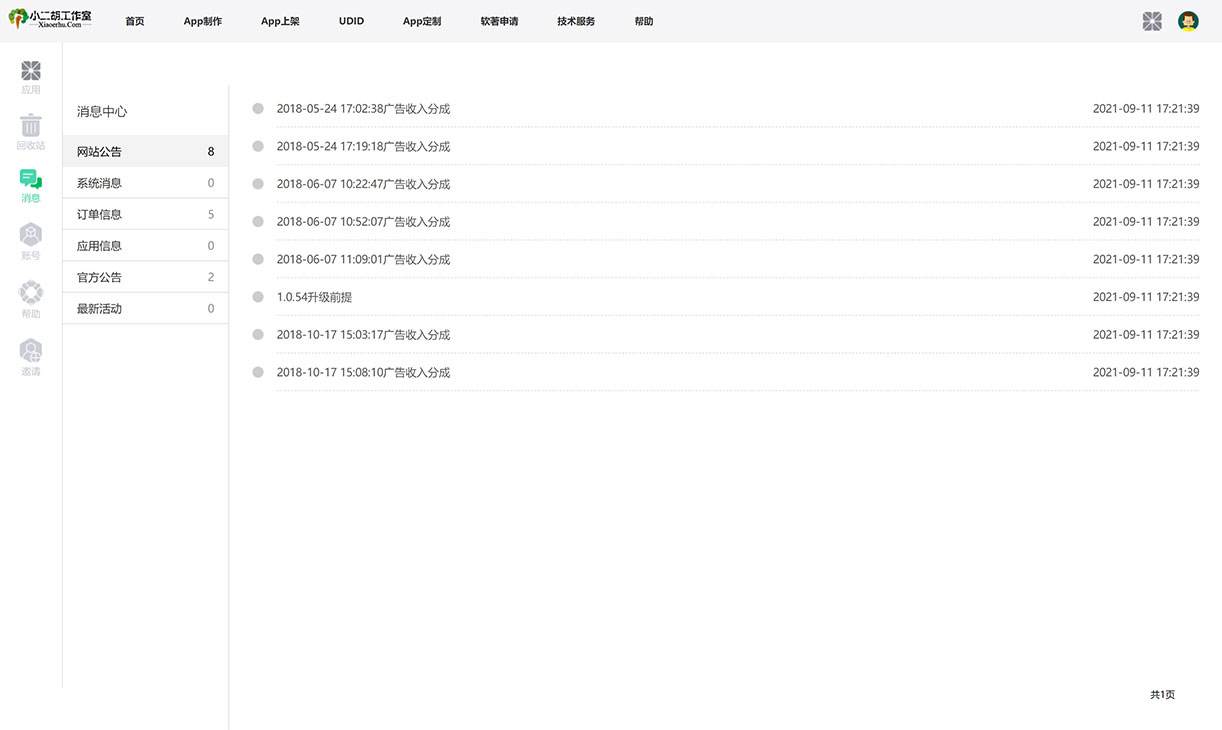 小二胡工作室
Xiaoerhu.Com
首页 App制作 App上架 UDID App定制 软著申请 技术服务 帮助
应用
回收站
消息
账号
帮助
邀请
消息中心
网站公告 8
系统消息 0
订单信息 5
应用信息 0
官方公告 2
最新活动 0
2018-05-24 17:02:38广告收入分成 2021-09-11 17:21:39
2018-05-24 17:19:18广告收入分成 2021-09-11 17:21:39
2018-06-07 10:22:47广告收入分成 2021-09-11 17:21:39
2018-06-07 10:52:07广告收入分成 2021-09-11 17:21:39
2018-06-07 11:09:01广告收入分成 2021-09-11 17:21:39
1.0.54升级前提 2021-09-11 17:21:39
2018-10-17 15:03:17广告收入分成 2021-09-11 17:21:39
2018-10-17 15:08:10广告收入分成 2021-09-11 17:21:39
共1页